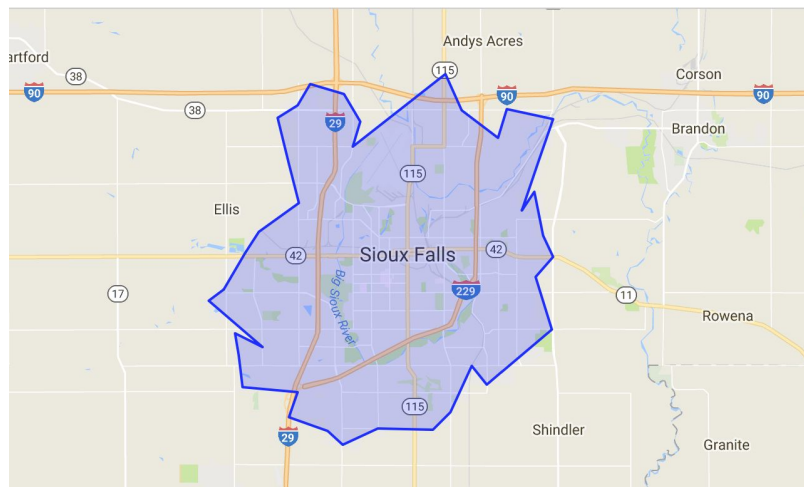 Andys Acres
artford
38
115
Corson
90
90
90
38
29
Brandon
115
Ellis
42
Sioux Falls
42
17
Big Sioux River
229
11
Rowena
115
29
Shindler
Granite